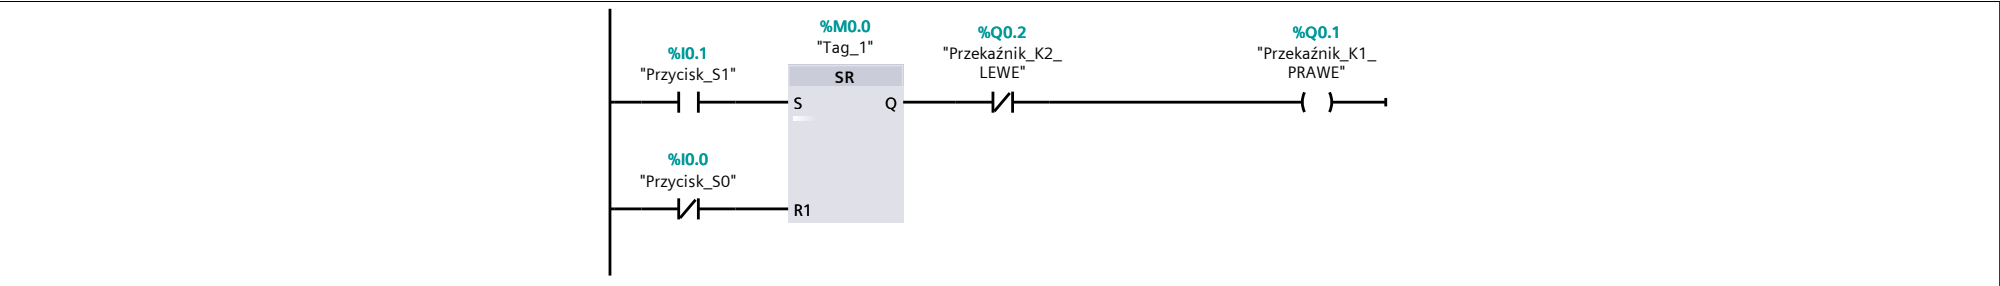 %M0.0
"Tag_1"
%Q0.2
"Przekaźnik_K2_
LEWE"
%Q0.1
"Przekaźnik_K1_
PRAWE"
%I0.1
"Przycisk_S1"
SR
S
Q
%I0.0
"Przycisk_S0"
R1